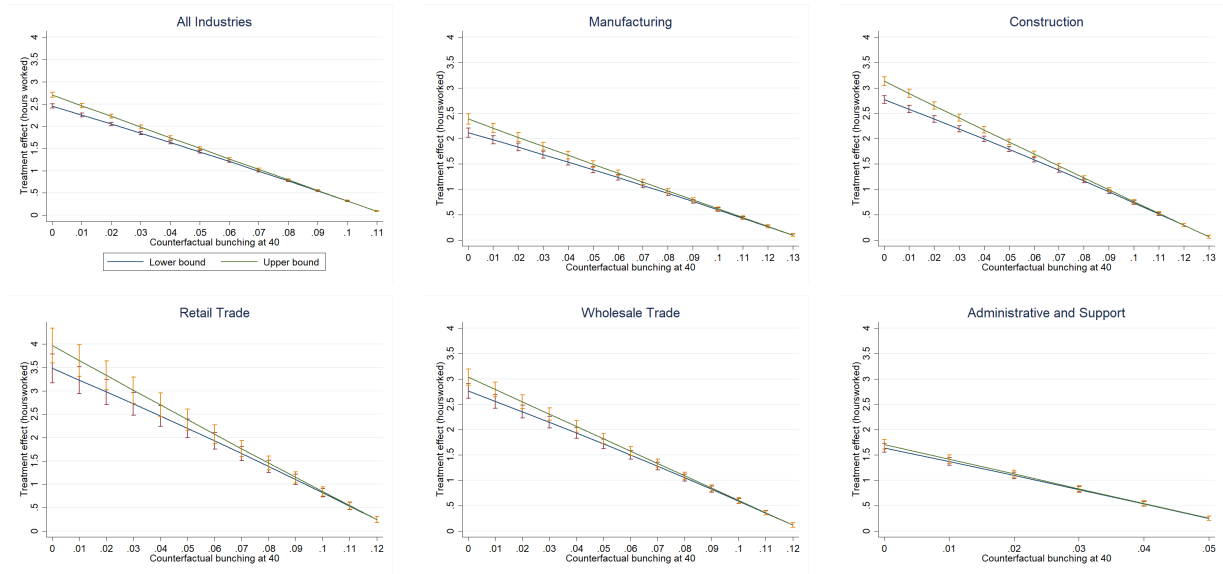 All Industries
Treatment effect (hours worked)
4
3.5
3
2.5
2
1.5
1
.5
0
0 .01 .02 .03 .04 .05 .06 .07 .08 .09 .1 .11
Counterfactual bunching at 40
Lower bound Upper bound
Manufacturing
Treatment effect (hoursworked)
4
3.5
3
2.5
2
1.5
1
.5
0
0 .01 .02 .03 .04 .05 .06 .07 .08 .09 .1 .11 .12 .13
Counterfactual bunching at 40
Construction
Treatment effect (hoursworked)
4
3.5
3
2.5
2
1.5
1
.5
0
0 .01 .02 .03 .04 .05 .06 .07 .08 .09 .1 .11 .12 .13
Counterfactual bunching at 40
Retail Trade
Treatment effect (hoursworked)
4
3.5
3
2.5
2
1.5
1
.5
0
0 .01 .02 .03 .04 .05 .06 .07 .08 .09 .1 .11 .12
Counterfactual bunching at 40
Wholesale Trade
Treatment effect (hoursworked)
4
3.5
3
2.5
2
1.5
1
.5
0
0 .01 .02 .03 .04 .05 .06 .07 .08 .09 .1 .11 .12
Counterfactual bunching at 40
Administrative and Support
Treatment effect (hoursworked)
4
3.5
3
2.5
2
1.5
1
.5
0
0 .01 .02 .03 .04 .05
Counterfactual bunching at 40